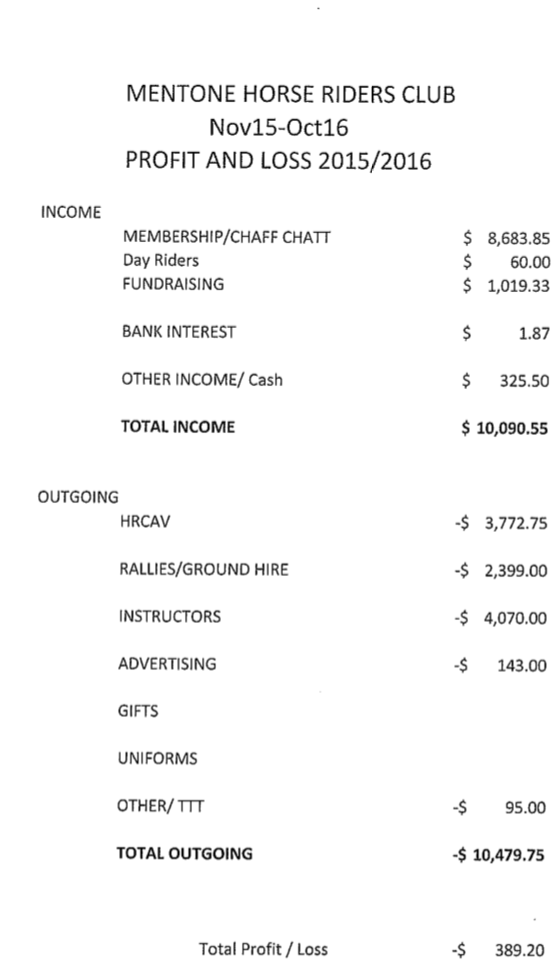 MENTONE HORSE RIDERS CLUB
Nov15-Oct16
PROFIT AND LOSS 2015/2016
INCOME
MEMBERSHIP/CHAFF CHATT $ 8,683.85
Day Riders $ 60.00
FUNDRAISING $ 1,019.33
BANK INTEREST $ 1.87
OTHER INCOME/ Cash $ 325.50
TOTAL INCOME $ 10,090.55
OUTGOING
HRCAV -$ 3,772.75
RALLIES/GROUND HIRE -$ 2,399.00
INSTRUCTORS -$ 4,070.00
ADVERTISING -$ 143.00
GIFTS
UNIFORMS
OTHER/ TTT -$ 95.00
TOTAL OUTGOING -$ 10,479.75
Total Profit / Loss -$ 389.20